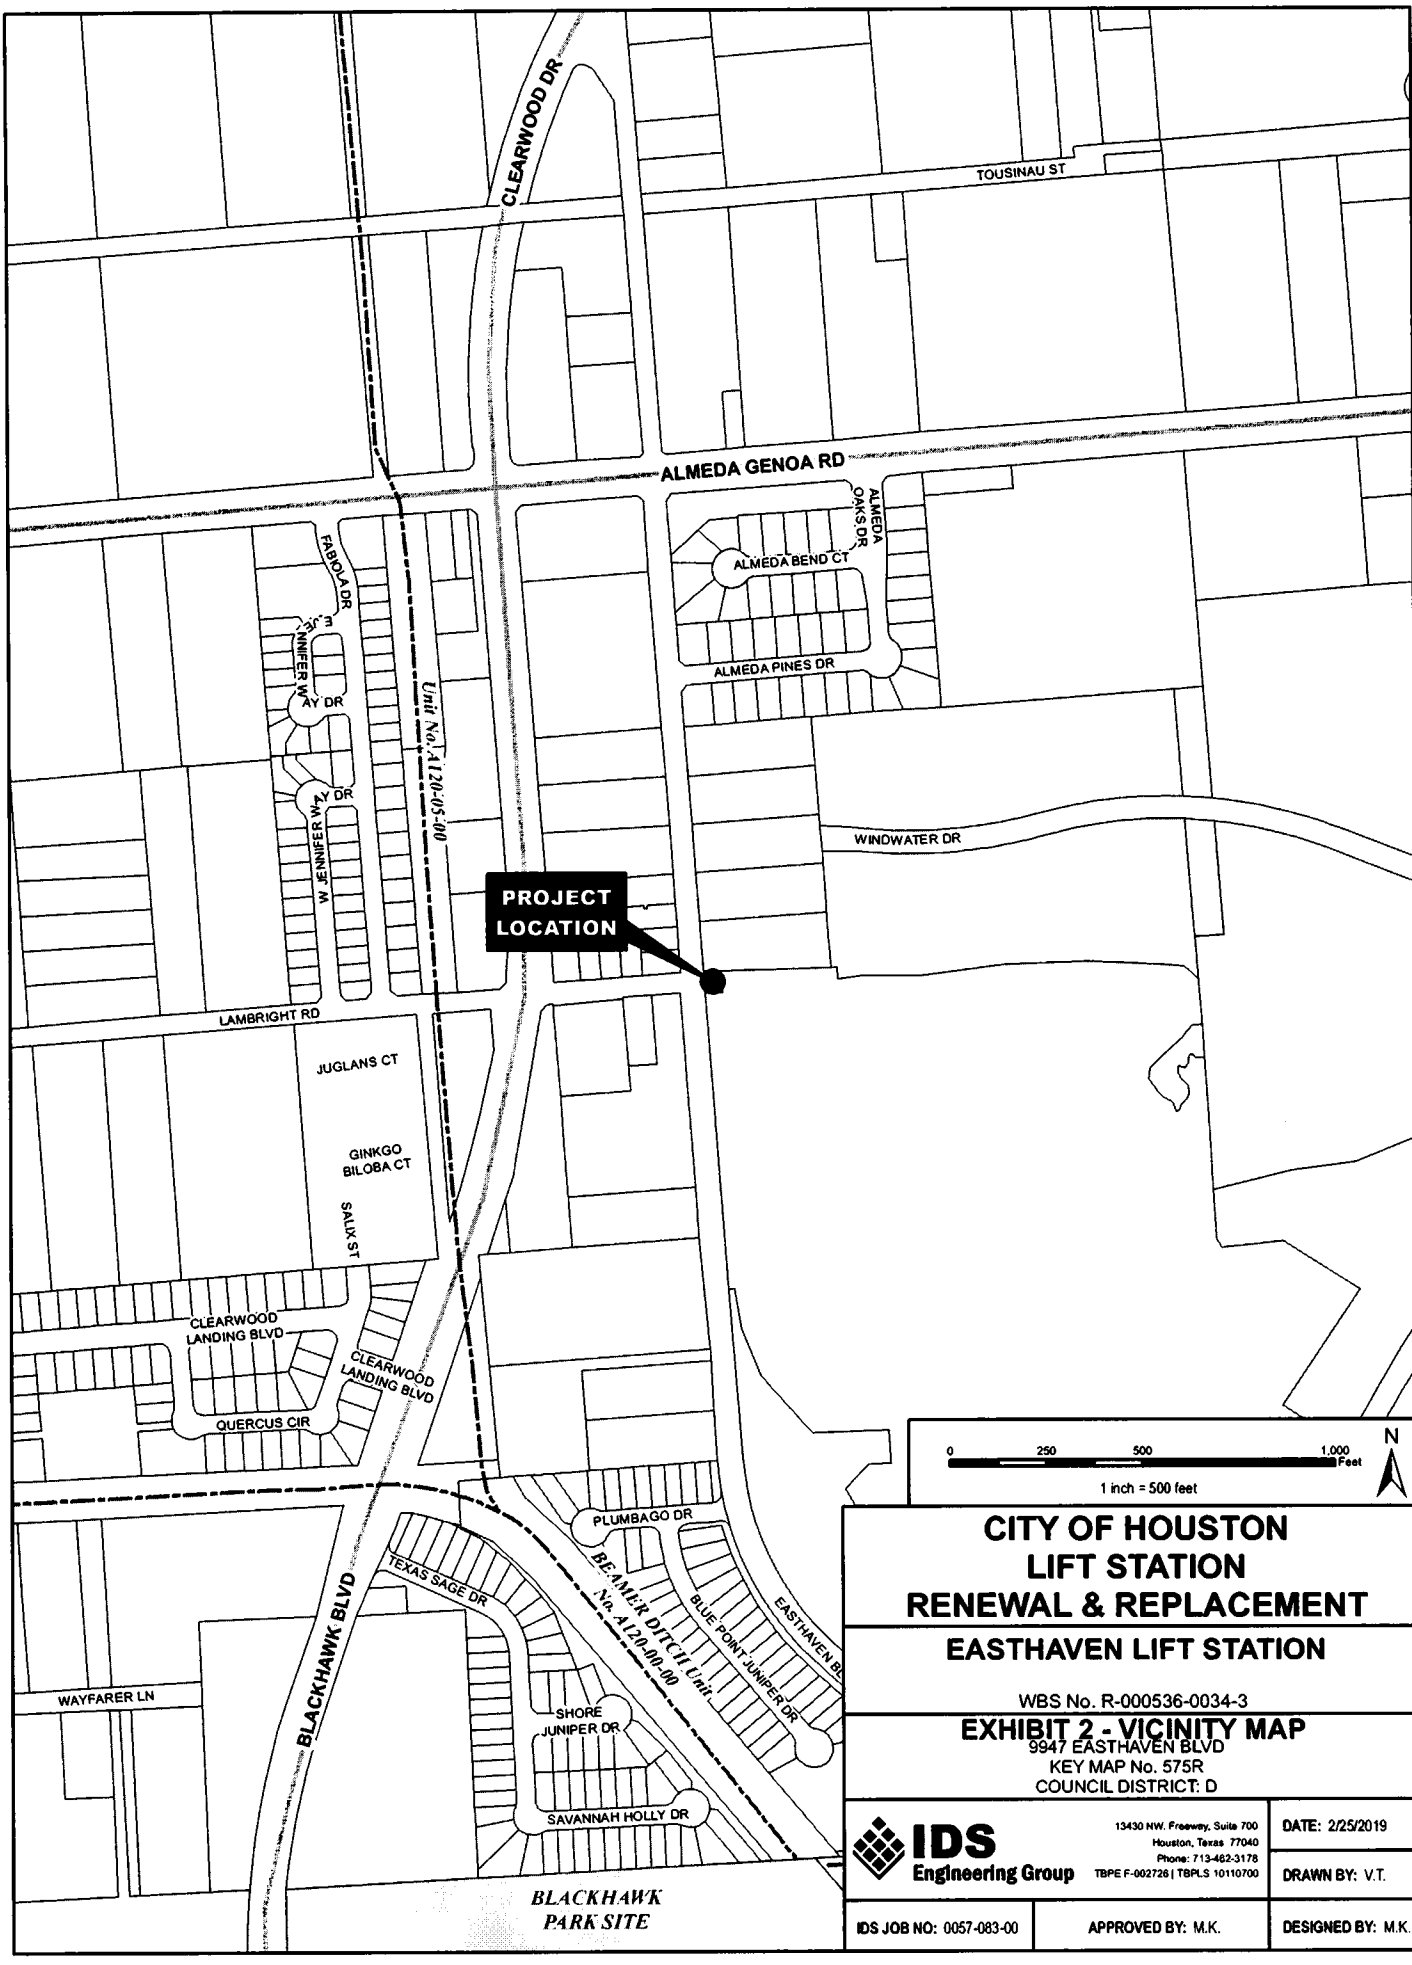 CLEARWOOD DR
TOUSINAU ST
ALMEDA GENOA RD
FABIOLA DR
ALMEDA
OAKS DR
ALMEDA BEND CT
E JE
NNIFER W
AY DR
ALMEDA PINES DR
Unit No. A120-05-00
W JENNIFER W
AY DR
WINDWATER DR
PROJECT
LOCATION
LAMBRIGHT RD
JUGLANS CT
GINKGO
BILOBA CT
SALIX ST
CLEARWOOD
LANDING BLVD
CLEARWOOD
LANDING BLVD
QUERCUS CIR
PLUMBAGO DR
TEXAS SAGE DR
BEAMER DITCH Unit
No. A120-00-00
BLUE POINT JUNIPER DR
EASTHAVEN BL
BLACKHAWK BLVD
WAYFARER LN
SHORE
JUNIPER DR
SAVANNAH HOLLY DR
BLACKHAWK
PARK SITE
0 250 500 1,000
Feet
N
1 inch = 500 feet
CITY OF HOUSTON
LIFT STATION
RENEWAL & REPLACEMENT
EASTHAVEN LIFT STATION
WBS No. R-000536-0034-3
EXHIBIT 2 - VICINITY MAP
9947 EASTHAVEN BLVD
KEY MAP No. 575R
COUNCIL DISTRICT: D
IDS
Engineering Group
13430 NW. Freeway, Suite 700
Houston, Texas 77040
Phone: 713-462-3178
TBPE F-002726 | TBPLS 10110700
DATE: 2/25/2019
DRAWN BY: V.T.
IDS JOB NO: 0057-083-00
APPROVED BY: M.K.
DESIGNED BY: M.K.